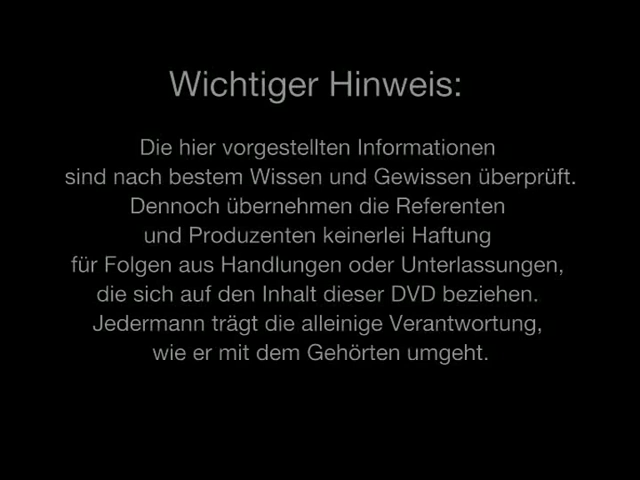 Wichtiger Hinweis:
Die hier vorgestellten Informationen
sind nach bestem Wissen und Gewissen überprüft.
Dennoch übernehmen die Referenten
und Produzenten keinerlei Haftung
für Folgen aus Handlungen oder Unterlassungen,
die sich auf den Inhalt dieser DVD beziehen.
Jedermann trägt die alleinige Verantwortung,
wie er mit dem Gehörten umgeht.